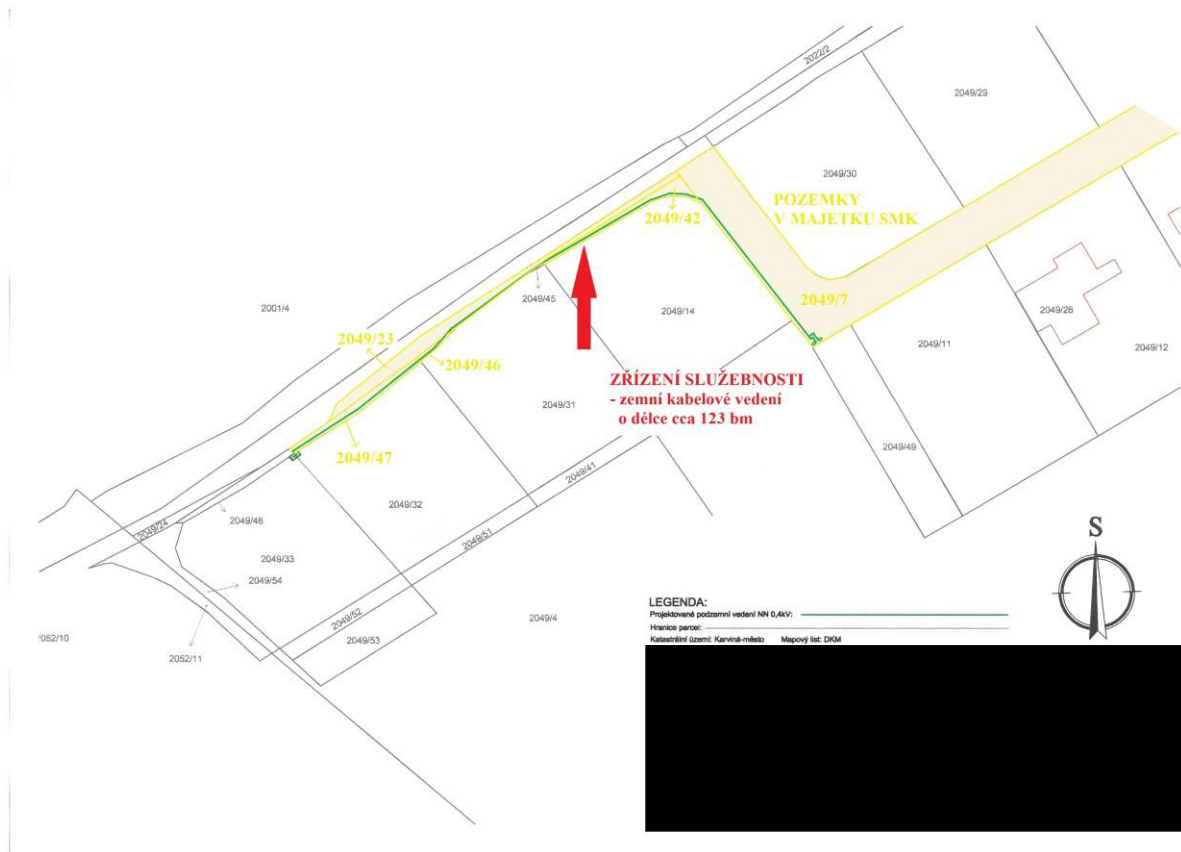 2022/2
2049/29
2049/30
POZEMKY
V MAJETKU SMK
2049/42
2049/45
2001/4
2049/7
2049/14
2049/26
2049/23
2049/46
2049/11
2049/12
ZŘÍZENÍ SLUŽEBNOSTI
- zemní kabelové vedení
o délce cca 123 bm
2049/31
2049/47
2049/49
2049/41
2049/32
2049/48
2049/24
2049/51
2049/33
2049/54
2049/52
2049/4
2049/53
2052/10
2052/11
S
LEGENDA:
Projektované podzemní vedení NN 0,4kV:
Hranice parcel:
Katastrální území: Karviná-město Mapový list: DKM